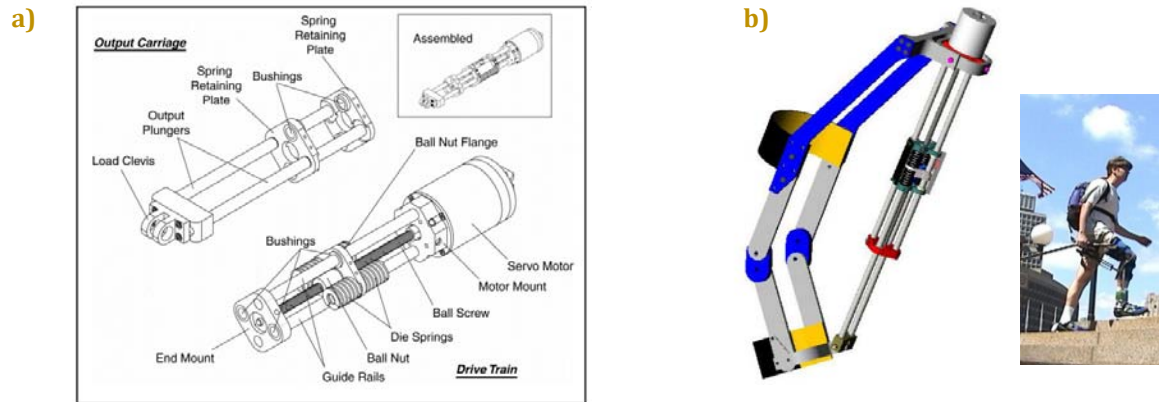 a)
Output Carriage
Spring
Retaining
Plate
Spring
Retaining
Plate
Bushings
Assembled
Output
Plungers
Load Clevis
Ball Nut Flange
Bushings
Servo Motor
Motor Mount
Ball Screw
Die Springs
End Mount
Ball Nut
Guide Rails
Drive Train
b)